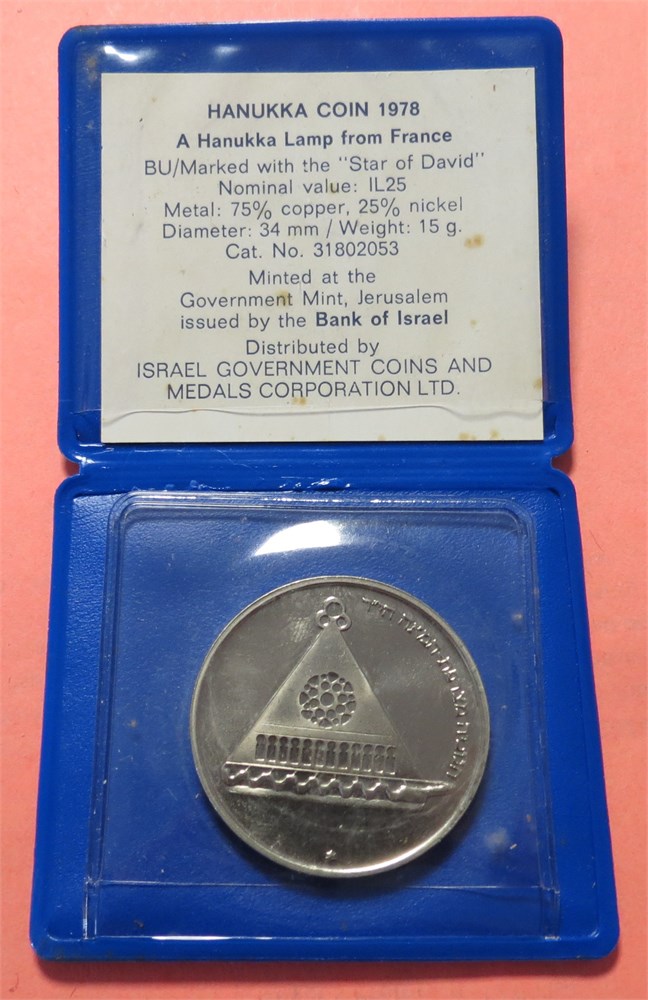 HANUKKA COIN 1978
A Hanukka Lamp from France
BU/Marked with the "Star of David"
Nominal value: IL25
Metal: 75% copper, 25% nickel
Diameter: 34 mm / Weight: 15 g.
Cat. No. 31802053
Minted at the
Government Mint, Jerusalem
issued by the Bank of Israel
Distributed by
ISRAEL GOVERNMENT COINS AND
MEDALS CORPORATION LTD.